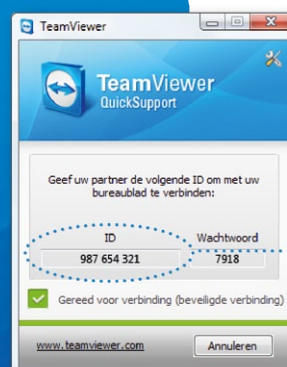 TeamViewer
TeamViewer
QuickSupport
Geef uw partner de volgende ID om met uw
bureaublad te verbinden:
ID
Wachtwoord
987 654 321
7918
Gereed voor verbinding (beveiligde verbinding)
www.teamviewer.com
Annuleren